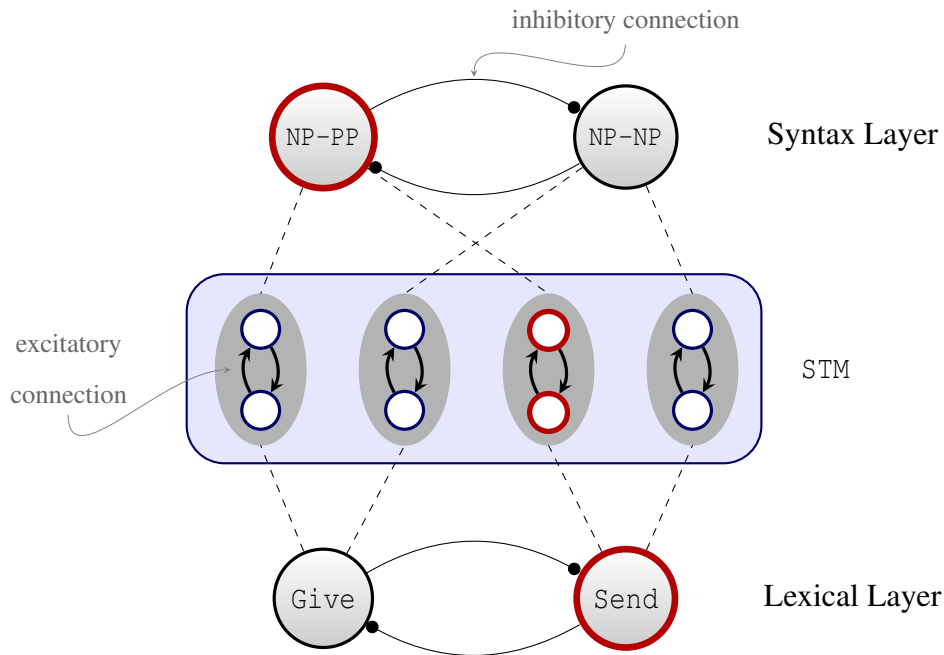 inhibitory connection
NP-PP
NP-NP
Syntax Layer
excitatory
connection
STM
Give
Send
Lexical Layer